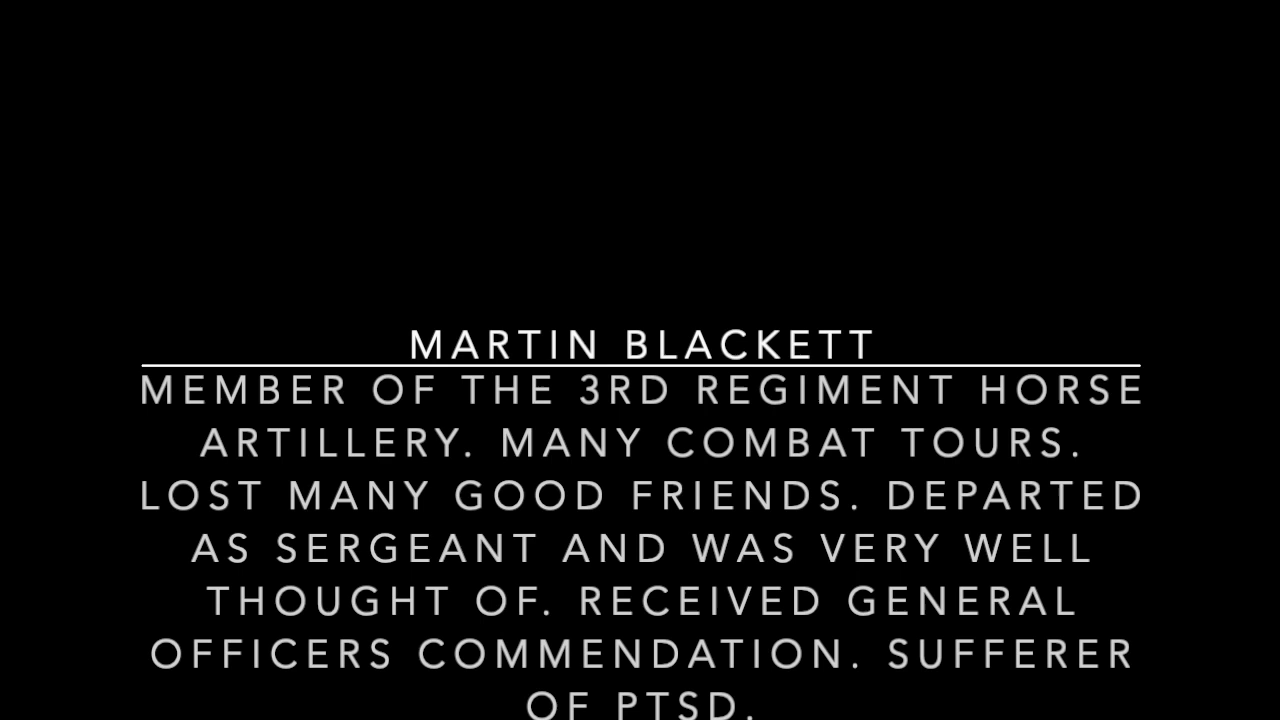 MARTIN BLACKETT
MEMBER OF THE 3RD REGIMENT HORSE
ARTILLERY. MANY COMBAT TOURS.
LOST MANY GOOD FRIENDS. DEPARTED
AS SERGEANT AND WAS VERY WELL
THOUGHT OF. RECEIVED GENERAL
OFFICERS COMMENDATION. SUFFERER
OF PTSD.